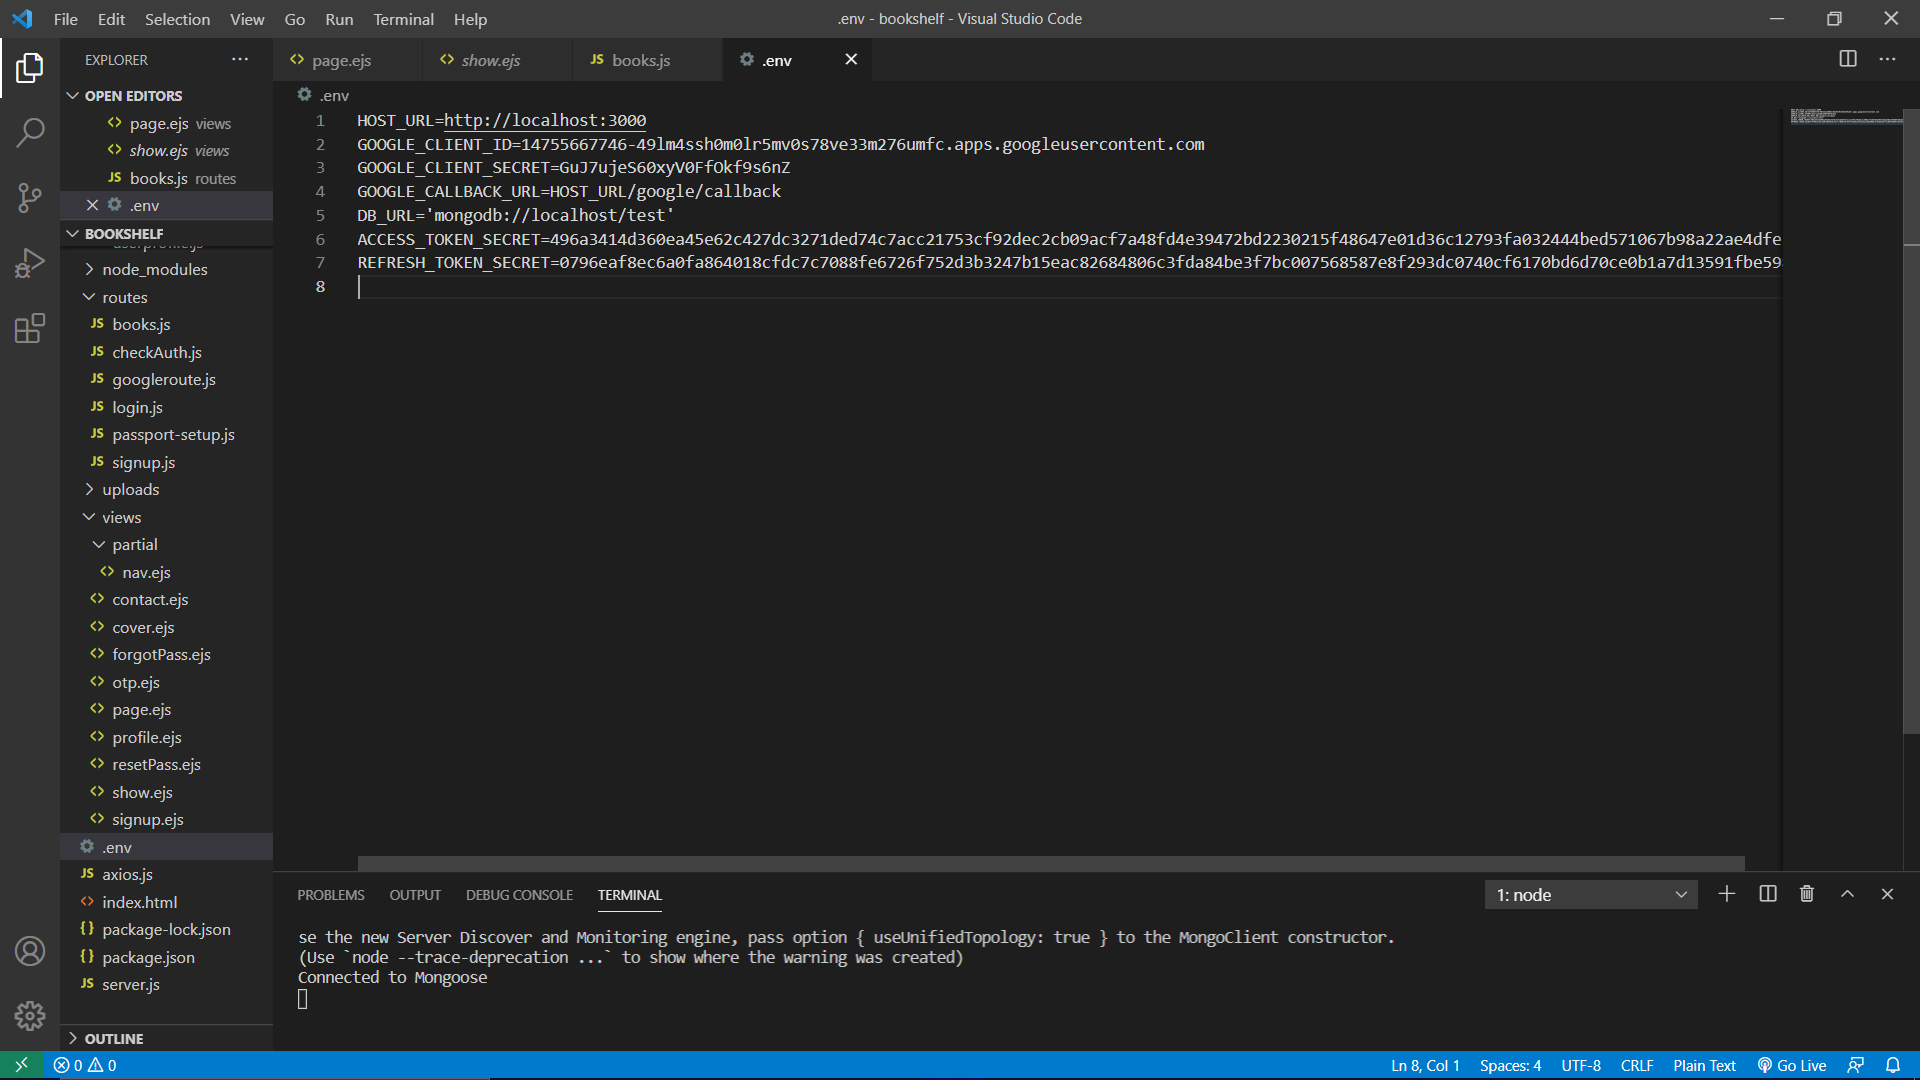 File Edit Selection View Go Run Terminal Help .env - bookshelf - Visual Studio Code
EXPLORER
page.ejs show.ejs books.js .env
OPEN EDITORS
page.ejs views
show.ejs views
books.js routes
.env
BOOKSHELF
node_modules
routes
books.js
checkAuth.js
googleroute.js
login.js
passport-setup.js
signup.js
uploads
views
partial
nav.ejs
contact.ejs
cover.ejs
forgotPass.ejs
otp.ejs
page.ejs
profile.ejs
resetPass.ejs
show.ejs
signup.ejs
.env
axios.js
index.html
package-lock.json
package.json
server.js
OUTLINE
.env
1 HOST_URL=http://localhost:3000
2 GOOGLE_CLIENT_ID=14755667746-49lm4ssh0m0lr5mv0s78ve33m276umfc.apps.googleusercontent.com
3 GOOGLE_CLIENT_SECRET=GuJ7ujeS60xyV0FfOkf9s6nZ
4 GOOGLE_CALLBACK_URL=HOST_URL/google/callback
5 DB_URL='mongodb://localhost/test'
6 ACCESS_TOKEN_SECRET=496a3414d360ea45e62c427dc3271ded74c7acc21753cf92dec2cb09acf7a48fd4e39472bd2230215f48647e01d36c12793fa032444bed571067b98a22ae4dfe
7 REFRESH_TOKEN_SECRET=0796eaf8ec6a0fa864018cfdc7c7088fe6726f752d3b3247b15eac82684806c3fda84be3f7bc007568587e8f293dc0740cf6170bd6d70ce0b1a7d13591fbe59
8
PROBLEMS OUTPUT DEBUG CONSOLE TERMINAL 1: node
se the new Server Discover and Monitoring engine, pass option { useUnifiedTopology: true } to the MongoClient constructor.
(Use `node --trace-deprecation ...` to show where the warning was created)
Connected to Mongoose
0 0 Ln 8, Col 1 Spaces: 4 UTF-8 CRLF Plain Text Go Live